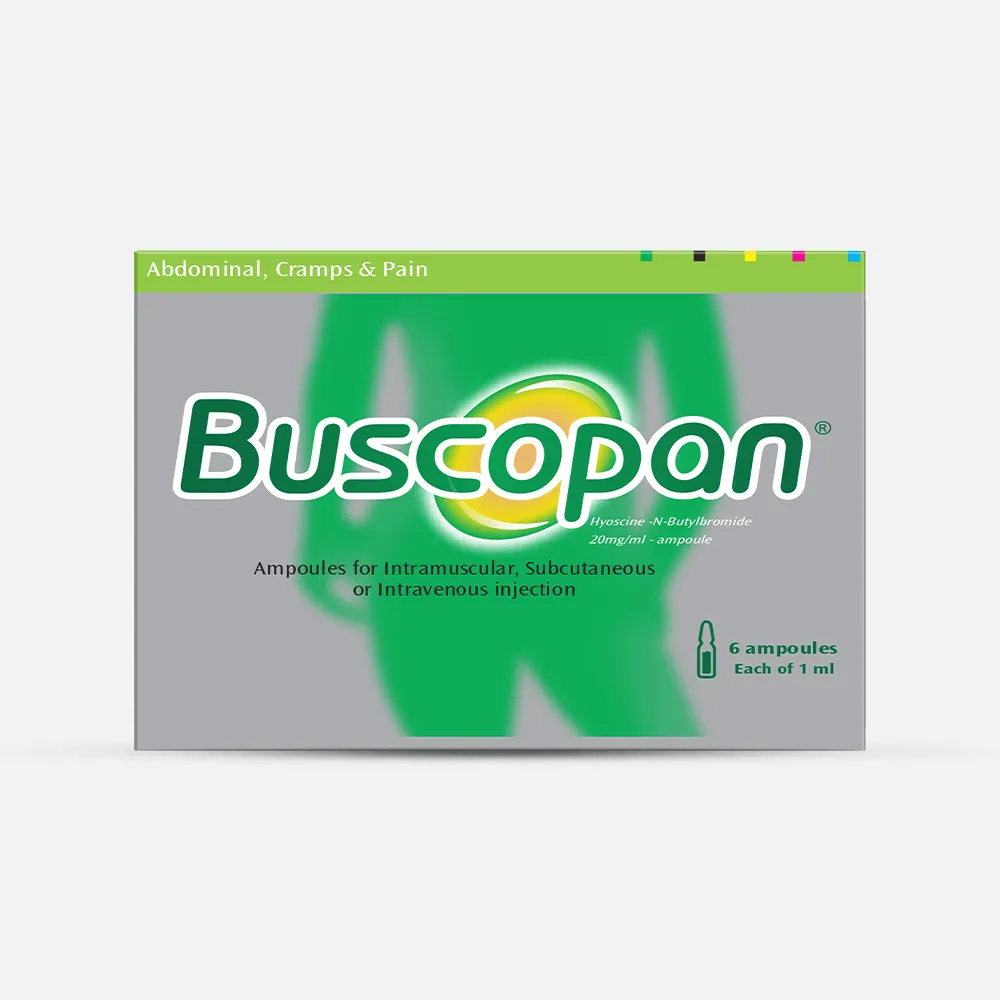 Abdominal, Cramps & Pain
Buscopan®
Hyoscine -N-Butylbromide
20mg/ml - ampoule
Ampoules for Intramuscular, Subcutaneous
or Intravenous injection
6 ampoules
Each of 1 ml